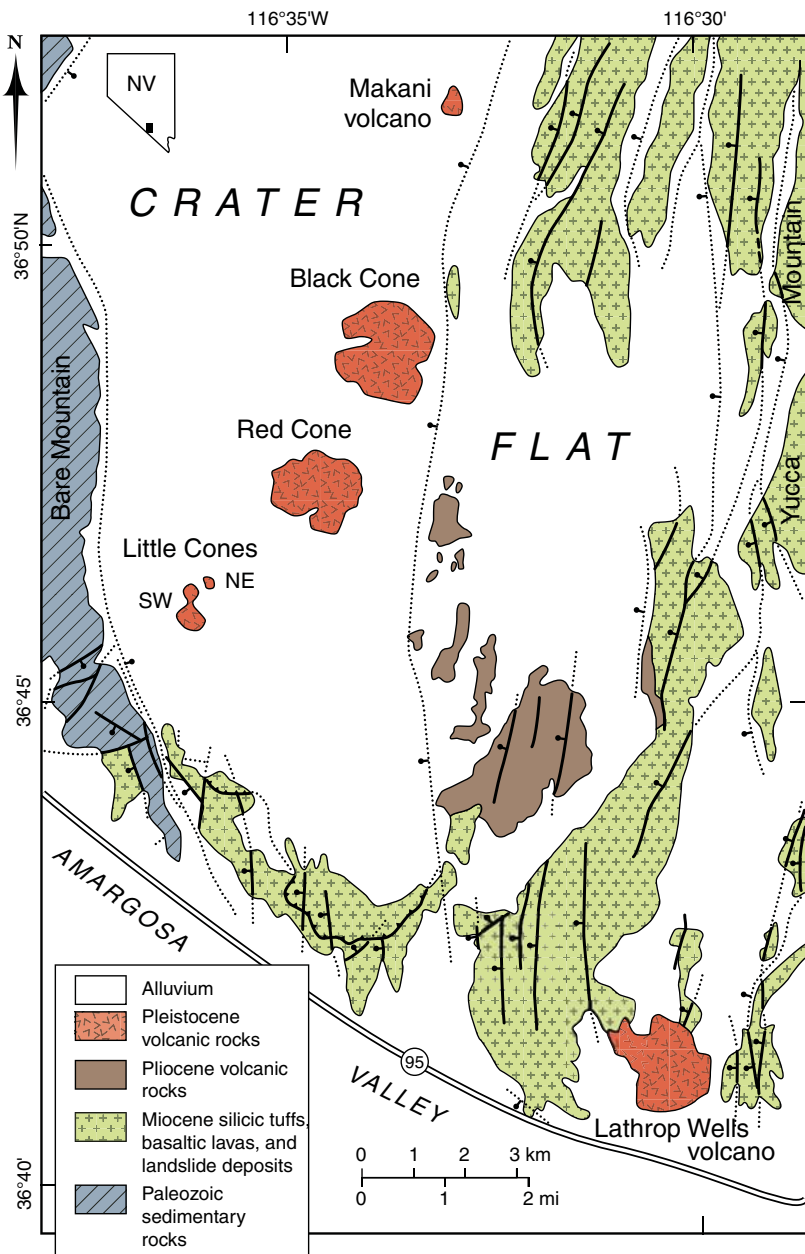 116°35'W
116°30'
N
NV
Makani
volcano
CRATER
36°50'N
Mountain
Black Cone
Bare Mountain
Red Cone
FLAT
Yucca
Little Cones
NE
SW
36°45'
AMARGOSA
VALLEY
95
Lathrop Wells
volcano
Alluvium
Pleistocene
volcanic rocks
Pliocene volcanic
rocks
Miocene silicic tuffs,
basaltic lavas, and
landslide deposits
Paleozoic
sedimentary
rocks
0 1 2 3 km
0 1 2 mi
36°40'